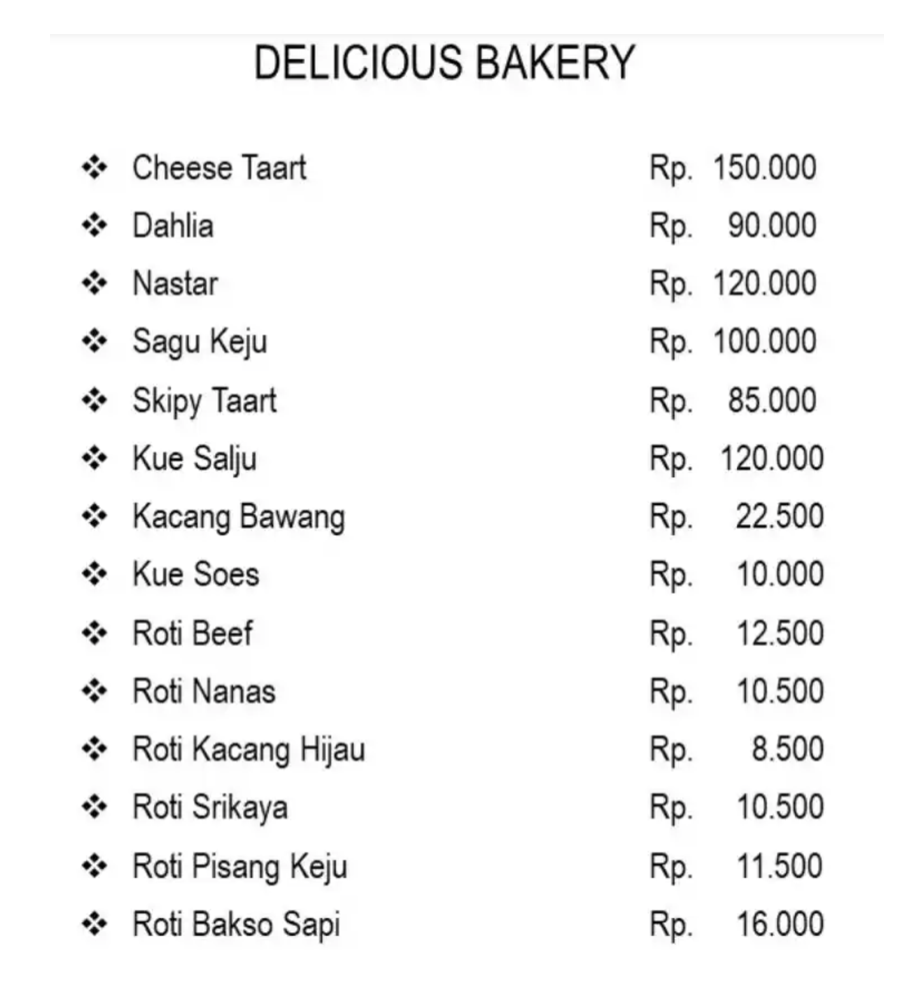 DELICIOUS BAKERY
❖ Cheese Taart Rp. 150.000
❖ Dahlia Rp. 90.000
❖ Nastar Rp. 120.000
❖ Sagu Keju Rp. 100.000
❖ Skipy Taart Rp. 85.000
❖ Kue Salju Rp. 120.000
❖ Kacang Bawang Rp. 22.500
❖ Kue Soes Rp. 10.000
❖ Roti Beef Rp. 12.500
❖ Roti Nanas Rp. 10.500
❖ Roti Kacang Hijau Rp. 8.500
❖ Roti Srikaya Rp. 10.500
❖ Roti Pisang Keju Rp. 11.500
❖ Roti Bakso Sapi Rp. 16.000